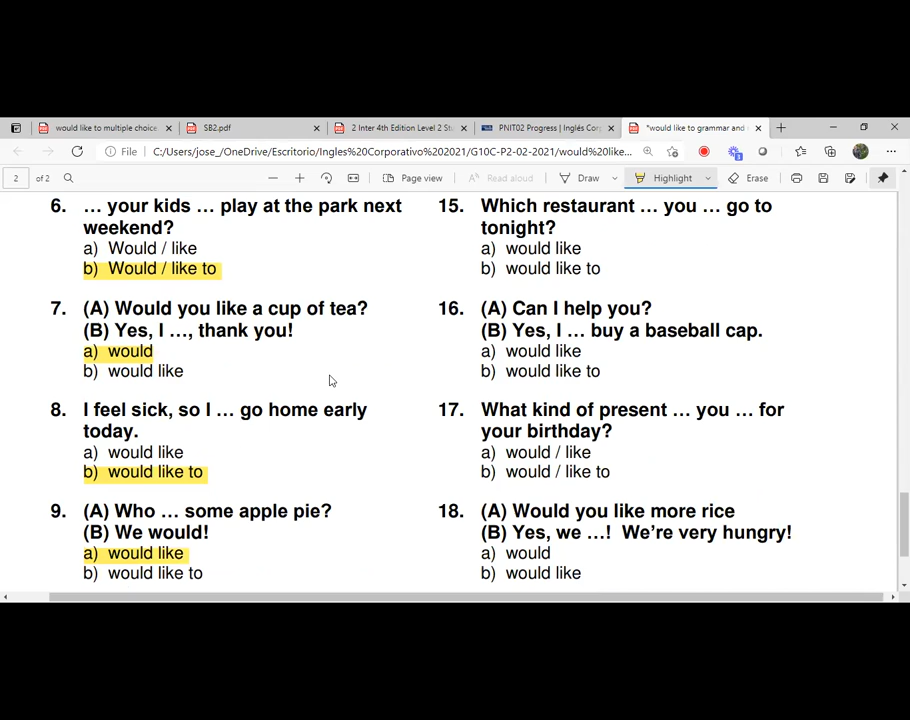 would like to multiple choice
SB2.pdf
2 Inter 4th Edition Level 2 Stu
PNIT02 Progress | Inglés Corp
*would like to grammar and
File
C:/Users/jose_/OneDrive/Escritorio/Ingles%20Corporativo%202021/G10C-P2-02-2021/would%20like...
2
of 2
Page view
Read aloud
Draw
Highlight
Erase
6. ... your kids ... play at the park next
weekend?
a) Would / like
b) Would / like to
7. (A) Would you like a cup of tea?
(B) Yes, I ..., thank you!
a) would
b) would like
8. I feel sick, so I ... go home early
today.
a) would like
b) would like to
9. (A) Who ... some apple pie?
(B) We would!
a) would like
b) would like to
15. Which restaurant ... you ... go to
tonight?
a) would like
b) would like to
16. (A) Can I help you?
(B) Yes, I ... buy a baseball cap.
a) would like
b) would like to
17. What kind of present ... you ... for
your birthday?
a) would / like
b) would / like to
18. (A) Would you like more rice
(B) Yes, we ...! We're very hungry!
a) would
b) would like